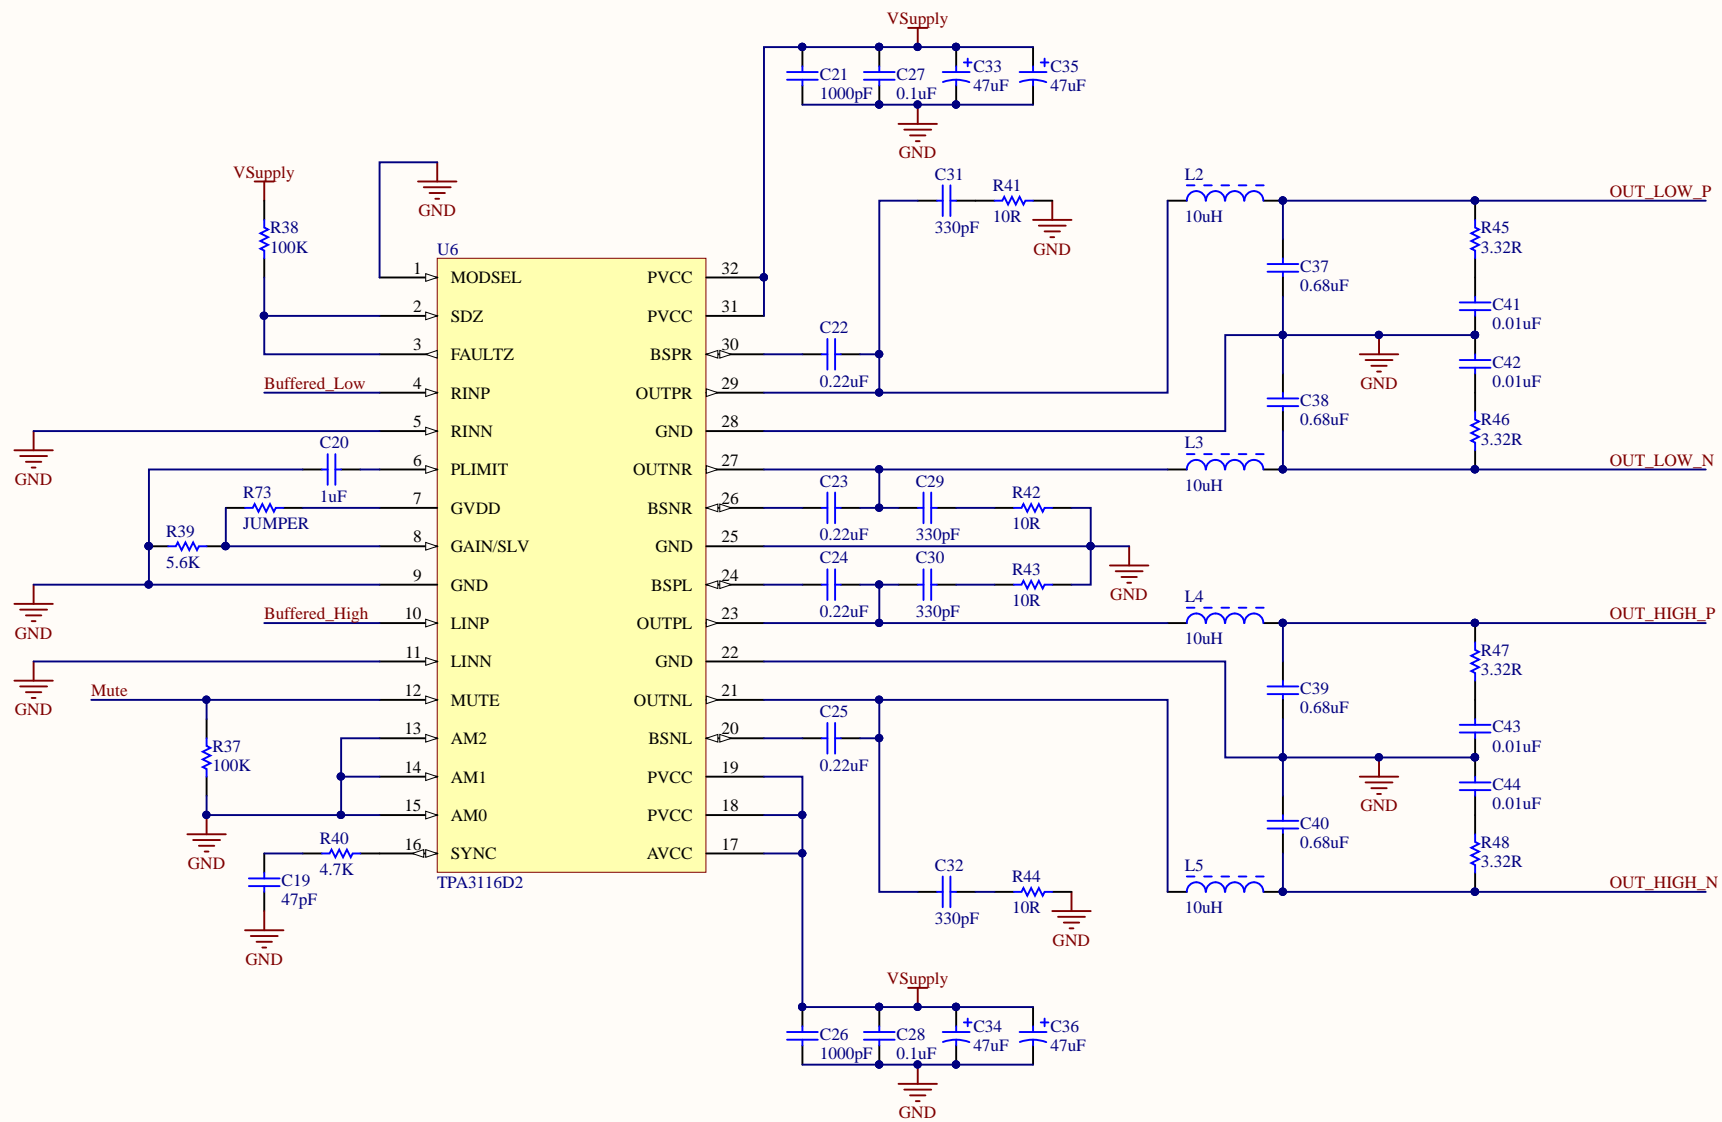 VSupply
C21
1000pF
C27
0.1uF
+
C33
47uF
+
C35
47uF
GND
VSupply
R38
100K
GND
C31
330pF
R41
10R
GND
L2
10uH
OUT_LOW_P
R45
3.32R
C37
0.68uF
C41
0.01uF
GND
C42
0.01uF
C38
0.68uF
R46
3.32R
L3
10uH
OUT_LOW_N
U6
1 MODSEL
2 SDZ
3 FAULTZ
Buffered_Low
4 RINP
5 RINN
GND
C20
1uF
6 PLIMIT
R73
JUMPER
7 GVDD
R39
5.6K
8 GAIN/SLV
9 GND
GND
Buffered_High
10 LINP
11 LINN
GND
Mute
12 MUTE
R37
100K
13 AM2
14 AM1
15 AM0
GND
R40
4.7K
16 SYNC
C19
47pF
GND
PVCC 32
PVCC 31
BSPR 30
C22
0.22uF
OUTPR 29
GND 28
OUTNR 27
BSNR 26
C23
0.22uF
C29
330pF
R42
10R
GND 25
GND
BSPL 24
C24
0.22uF
C30
330pF
R43
10R
OUTPL 23
GND 22
OUTNL 21
BSNL 20
C25
0.22uF
PVCC 19
PVCC 18
AVCC 17
TPA3116D2
L4
10uH
OUT_HIGH_P
R47
3.32R
C39
0.68uF
C43
0.01uF
GND
C44
0.01uF
C40
0.68uF
R48
3.32R
L5
10uH
OUT_HIGH_N
C32
330pF
R44
10R
GND
VSupply
C26
1000pF
C28
0.1uF
+
C34
47uF
+
C36
47uF
GND